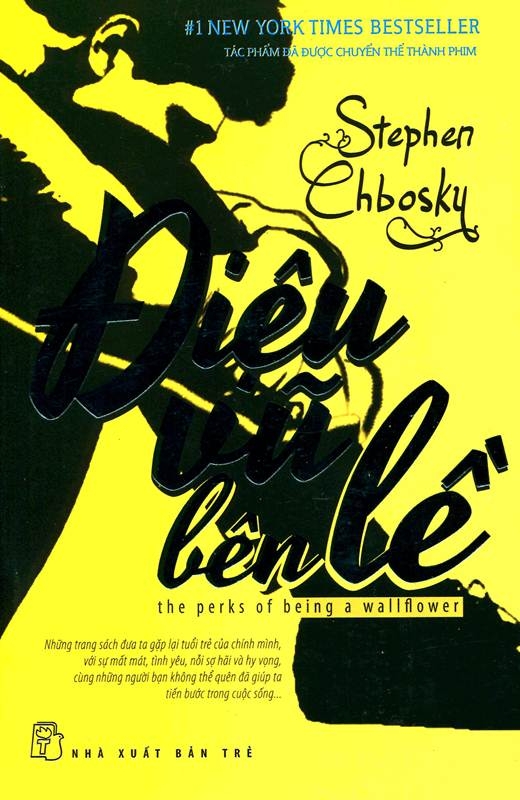 #1 NEW YORK TIMES BESTSELLER
TÁC PHẨM ĐÃ ĐƯỢC CHUYỂN THỂ THÀNH PHIM
Stephen
Chbosky
Điệu
vũ
bên lề
the perks of being a wallflower
Những trang sách đưa ta gặp lại tuổi trẻ của chính mình,
với sự mất mát, tình yêu, nỗi sợ hãi và hy vọng,
cùng những người bạn không thể quên đã giúp ta
tiến bước trong cuộc sống...
T
NHÀ XUẤT BẢN TRẺ